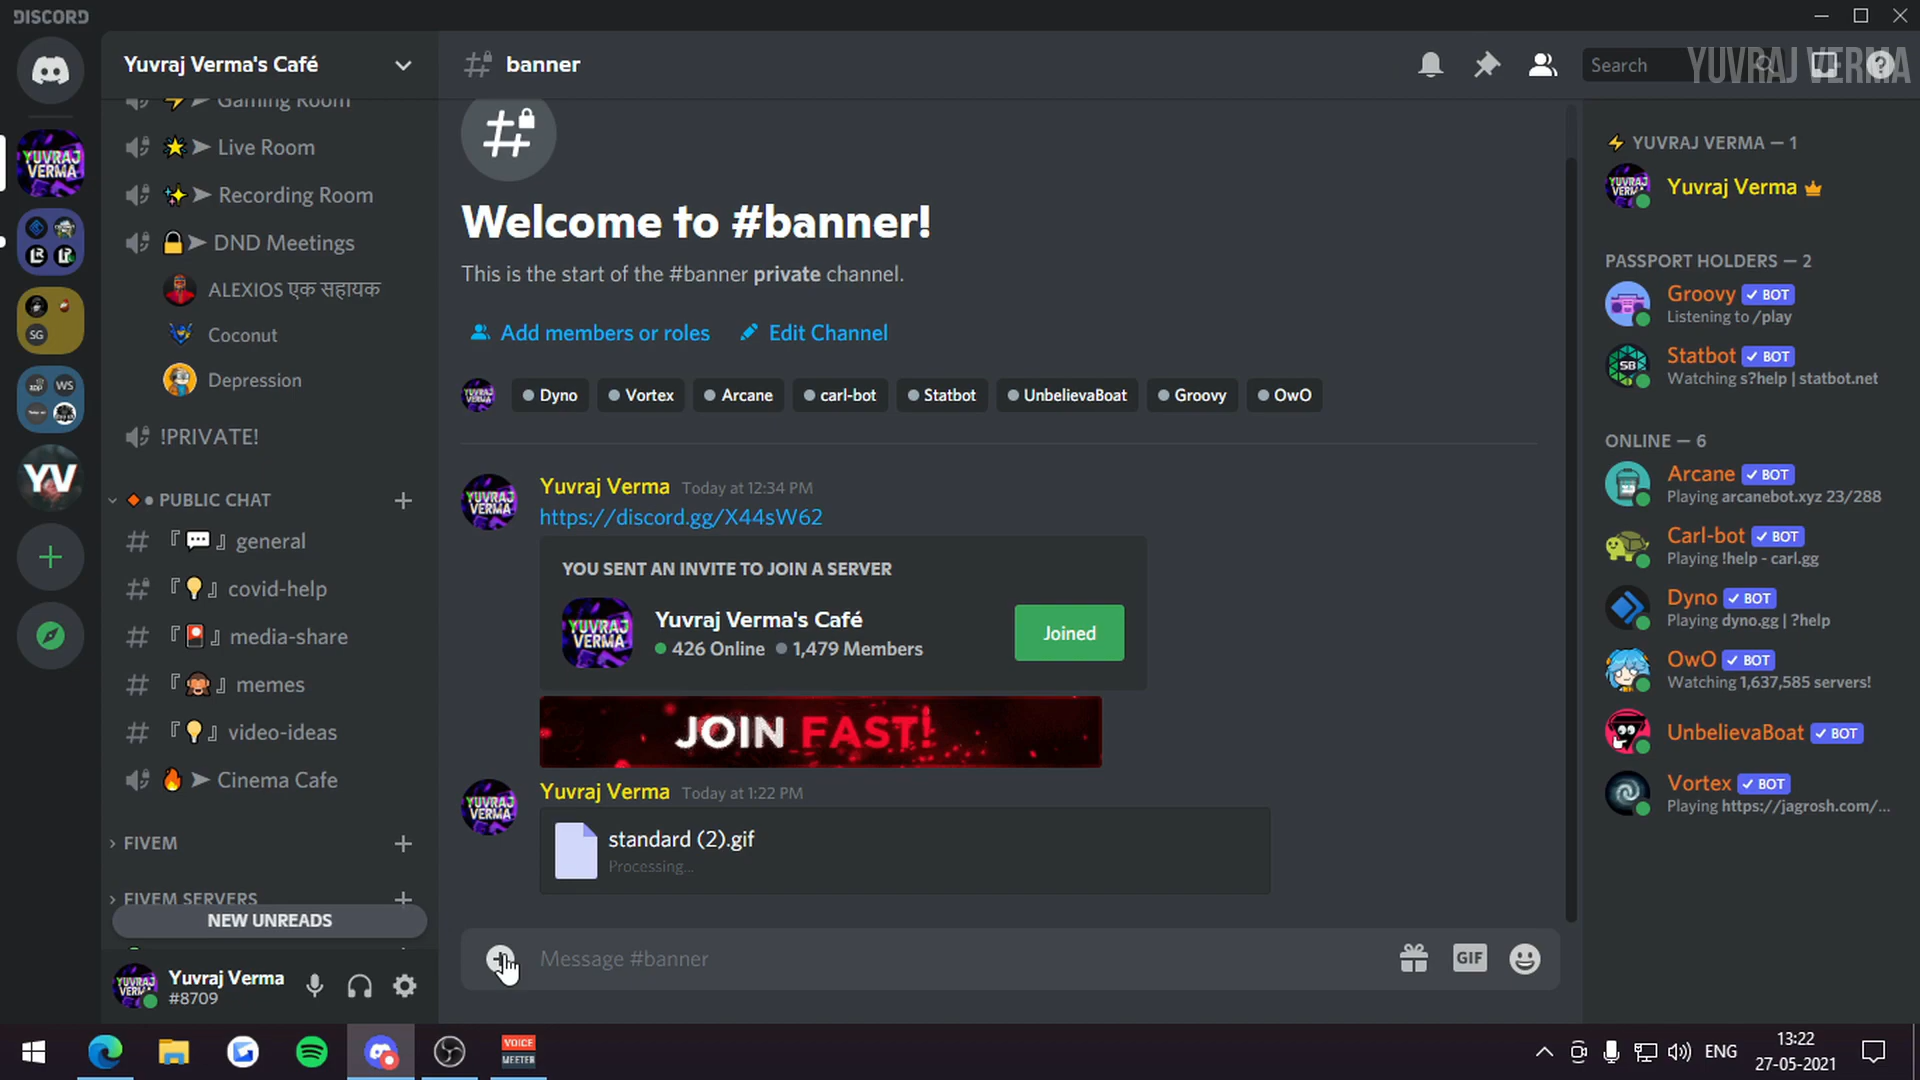 DISCORD
YUVRAJ VERMA
Yuvraj Verma's Café
banner
Search
YUVRAJ VERMA
Gaming Room
Live Room
Recording Room
DND Meetings
ALEXIOS एक सहायक
Coconut
Depression
!PRIVATE!
PUBLIC CHAT
『💬』general
『💡』covid-help
『🎴』media-share
『🙊』memes
『💡』video-ideas
Cinema Cafe
FIVEM
FIVEM SERVERS
NEW UNREADS
Yuvraj Verma
#8709
SG
WS
YV
Welcome to #banner!
This is the start of the #banner private channel.
Add members or roles
Edit Channel
Dyno
Vortex
Arcane
carl-bot
Statbot
UnbelievaBoat
Groovy
OwO
Yuvraj Verma Today at 12:34 PM
https://discord.gg/X44sW62
YOU SENT AN INVITE TO JOIN A SERVER
YUVRAJ VERMA
Yuvraj Verma's Café
426 Online 1,479 Members
Joined
JOIN FAST!
Yuvraj Verma Today at 1:22 PM
standard (2).gif
Processing...
Message #banner
GIF
YUVRAJ VERMA — 1
Yuvraj Verma
PASSPORT HOLDERS — 2
Groovy ✓ BOT
Listening to /play
Statbot ✓ BOT
Watching s?help | statbot.net
ONLINE — 6
Arcane ✓ BOT
Playing arcanebot.xyz 23/288
Carl-bot ✓ BOT
Playing !help - carl.gg
Dyno ✓ BOT
Playing dyno.gg | ?help
OwO ✓ BOT
Watching 1,637,585 servers!
UnbelievaBoat ✓ BOT
Vortex ✓ BOT
Playing https://jagrosh.com/...
VOICE
MEETER
ENG
13:22
27-05-2021